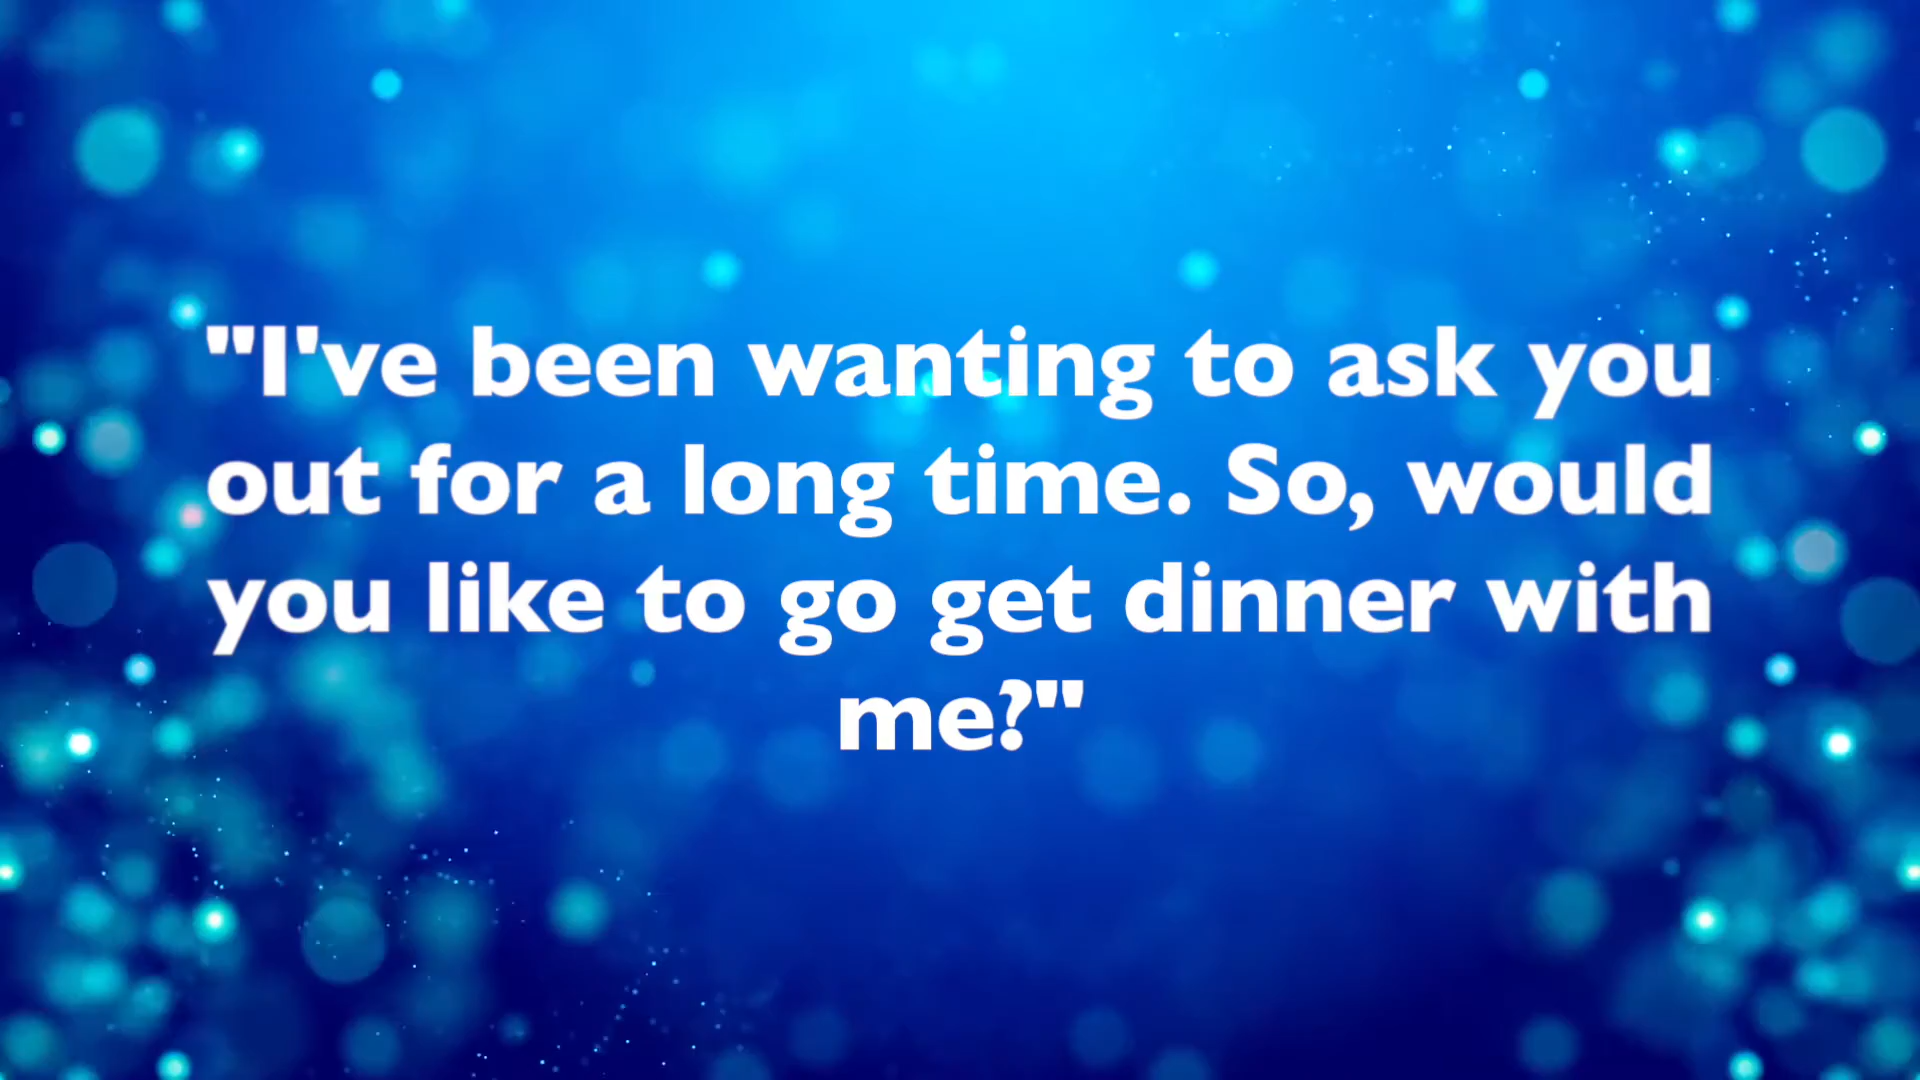 "I've been wanting to ask you
out for a long time. So, would
you like to go get dinner with
me?"